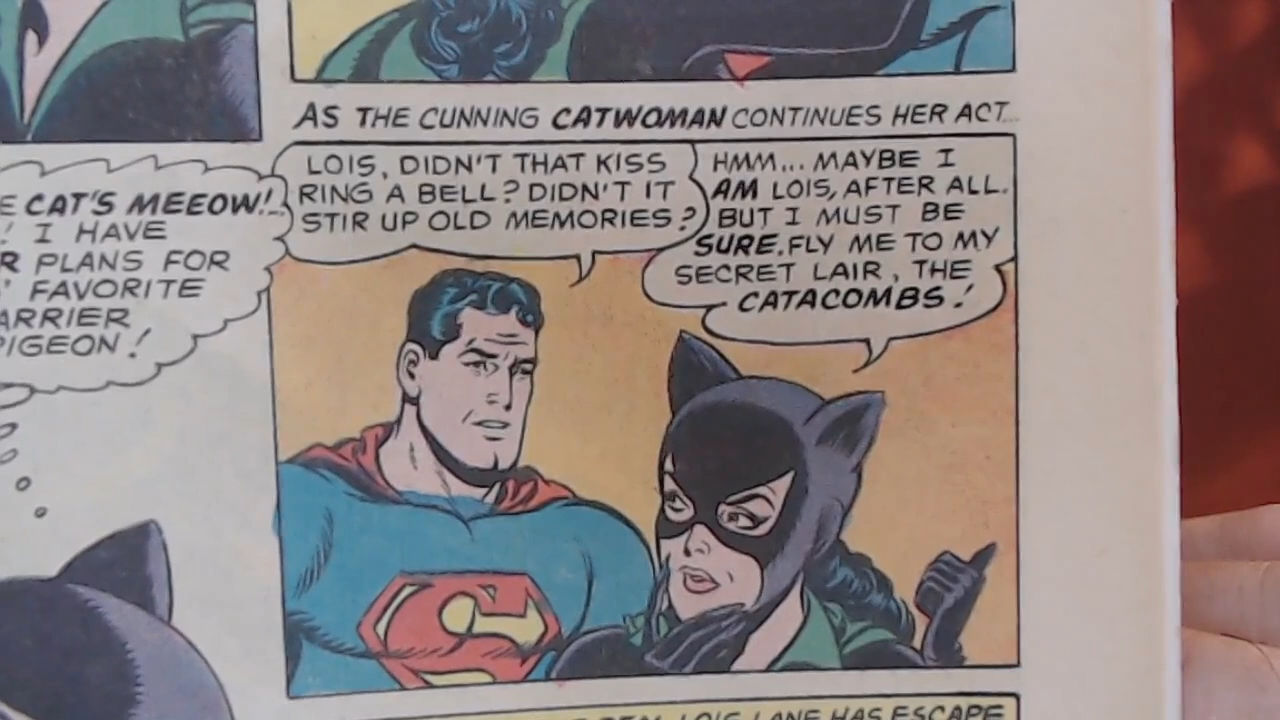 E CAT'S MEEOW!..
! I HAVE
R PLANS FOR
' FAVORITE
ARRIER
PIGEON!
AS THE CUNNING CATWOMAN CONTINUES HER ACT...
LOIS, DIDN'T THAT KISS
RING A BELL? DIDN'T IT
STIR UP OLD MEMORIES?
HMM... MAYBE I
AM LOIS, AFTER ALL.
BUT I MUST BE
SURE. FLY ME TO MY
SECRET LAIR, THE
CATACOMBS!
S
LOIS LANE HAS ESCAPE